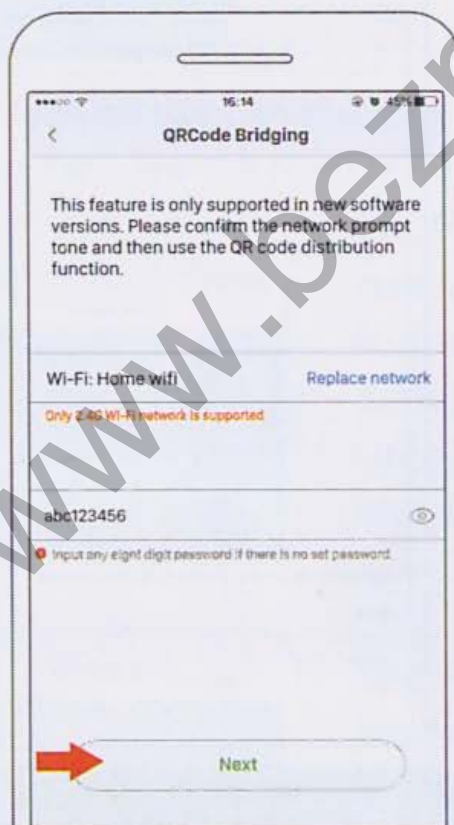 16:14
45%
QRCode Bridging
This feature is only supported in new software
versions. Please confirm the network prompt
tone and then use the QR code distribution
function.
Wi-Fi: Home wifi
Replace network
Only 2.4G Wi-Fi network is supported
abc123456
Input any eight digit password if there is no set password.
Next
www.bezp